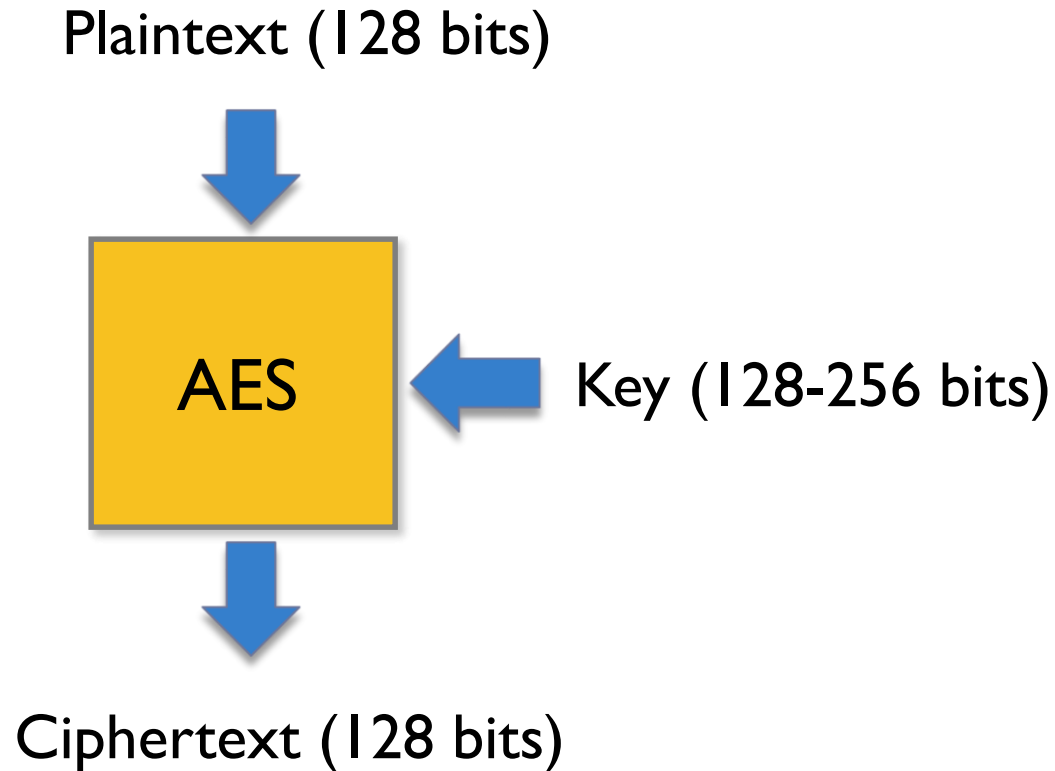 Plaintext (128 bits)
AES
Key (128-256 bits)
Ciphertext (128 bits)